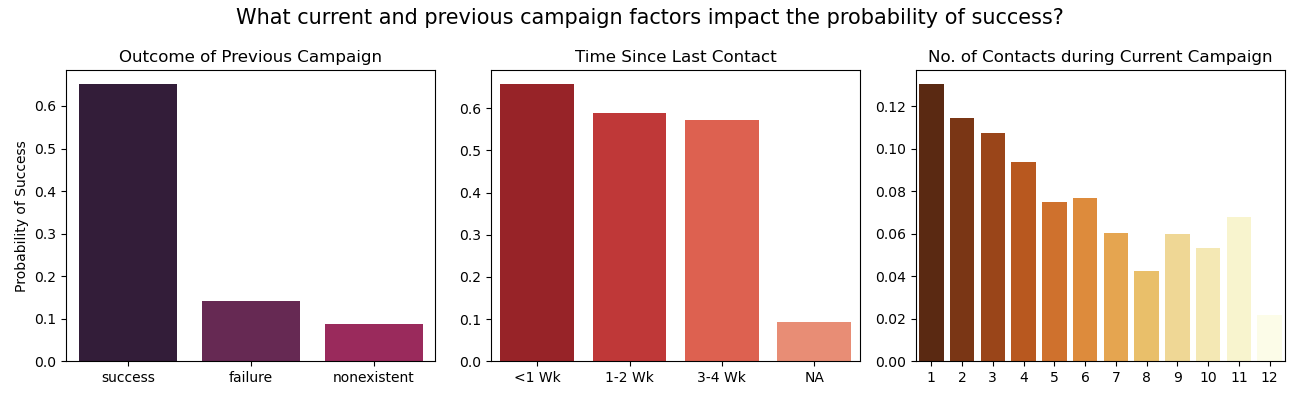 What current and previous campaign factors impact the probability of success?
Outcome of Previous Campaign
Probability of Success
0.6
0.5
0.4
0.3
0.2
0.1
0.0
success failure nonexistent
Time Since Last Contact
0.6
0.5
0.4
0.3
0.2
0.1
0.0
<1 Wk 1-2 Wk 3-4 Wk NA
No. of Contacts during Current Campaign
0.12
0.10
0.08
0.06
0.04
0.02
0.00
1 2 3 4 5 6 7 8 9 10 11 12